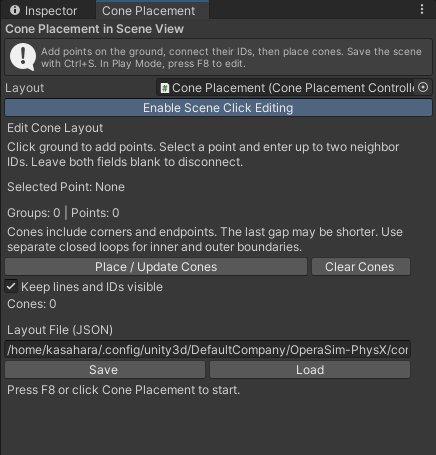 Inspector Cone Placement
Cone Placement in Scene View
Add points on the ground, connect their IDs, then place cones. Save the scene
with Ctrl+S. In Play Mode, press F8 to edit.
Layout Cone Placement (Cone Placement Controlle
Enable Scene Click Editing
Edit Cone Layout
Click ground to add points. Select a point and enter up to two neighbor
IDs. Leave both fields blank to disconnect.
Selected Point: None
Groups: 0 | Points: 0
Cones include corners and endpoints. The last gap may be shorter. Use
separate closed loops for inner and outer boundaries.
Place / Update Cones Clear Cones
Keep lines and IDs visible
Cones: 0
Layout File (JSON)
/home/kasahara/.config/unity3d/DefaultCompany/OperaSim-PhysX/cor
Save Load
Press F8 or click Cone Placement to start.